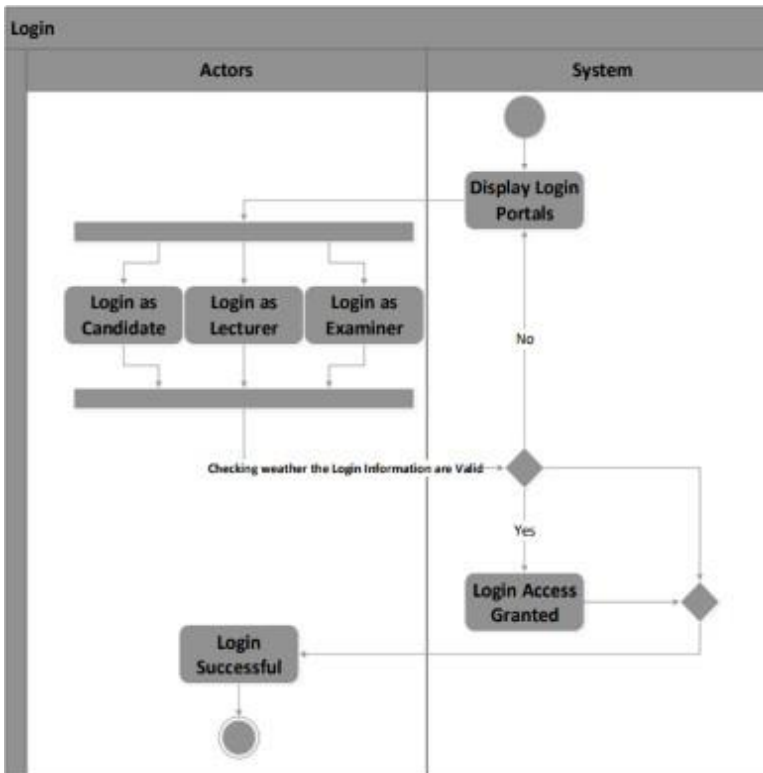 Login
Actors
System
Display Login
Portals
Login as
Candidate
Login as
Lecturer
Login as
Examiner
No
Checking weather the Login Information are Valid
Yes
Login Access
Granted
Login
Successful